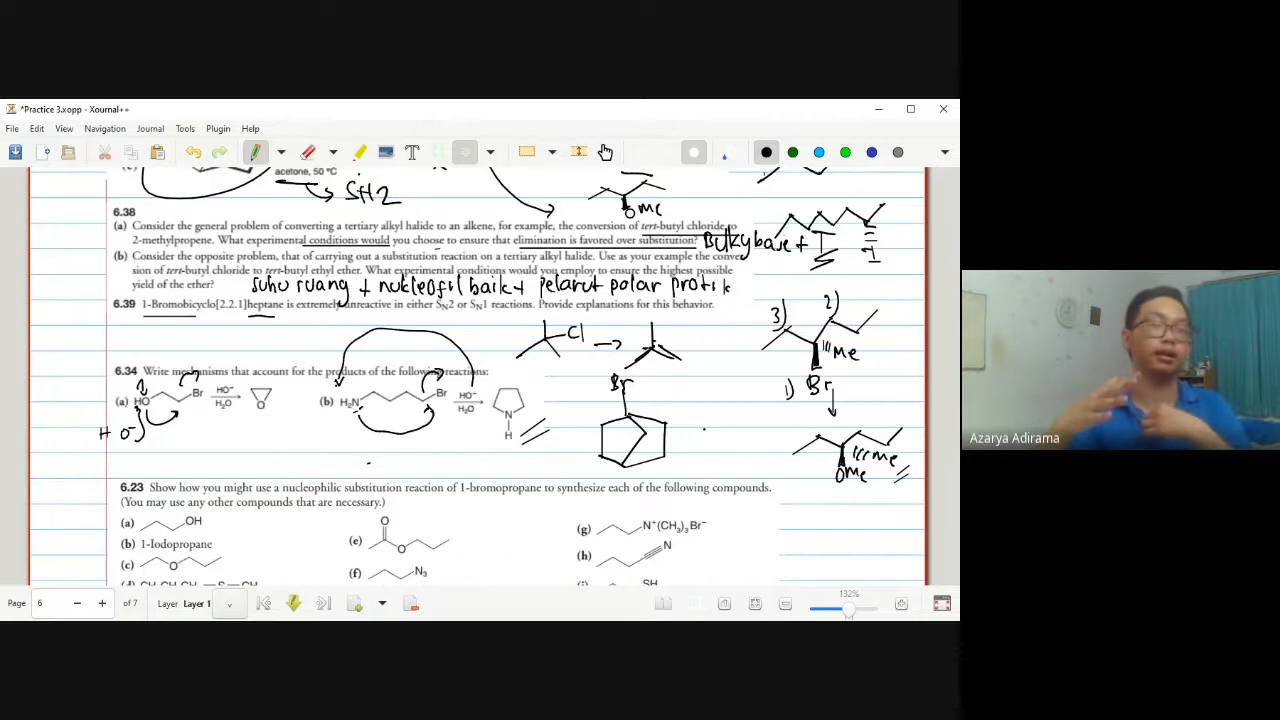 *Practice 3.xopp - Xournal++
File Edit View Navigation Journal Tools Plugin Help
acetone, 50 °C
SN2
OMe
6.38
(a) Consider the general problem of converting a tertiary alkyl halide to an alkene, for example, the conversion of tert-butyl chloride to
2-methylpropene. What experimental conditions would you choose to ensure that elimination is favored over substitution?
Bulky base +
I
I
(b) Consider the opposite problem, that of carrying out a substitution reaction on a tertiary alkyl halide. Use as your example the conver-
sion of tert-butyl chloride to tert-butyl ethyl ether. What experimental conditions would you employ to ensure the highest possible
yield of the ether?
suhu ruang + nukleofil baik + pelarut polar protik
6.39 1-Bromobicyclo[2.2.1]heptane is extremely unreactive in either SN2 or SN1 reactions. Provide explanations for this behavior.
3)
2)
Cl
Me
1) Br
6.34 Write mechanisms that account for the products of the following reactions:
(a) HO Br HO⁻ H₂O O
(b) H₂N Br HO⁻ H₂O N H
H O⁻
Br
Me
OMe
Azarya Adirama
6.23 Show how you might use a nucleophilic substitution reaction of 1-bromopropane to synthesize each of the following compounds.
(You may use any other compounds that are necessary.)
(a) OH
(b) 1-Iodopropane
(c) O
(e) O O
(f) N₃
(g) N⁺(CH₃)₃Br⁻
(h) N
SH
Page 6 of 7 Layer Layer 1 132%